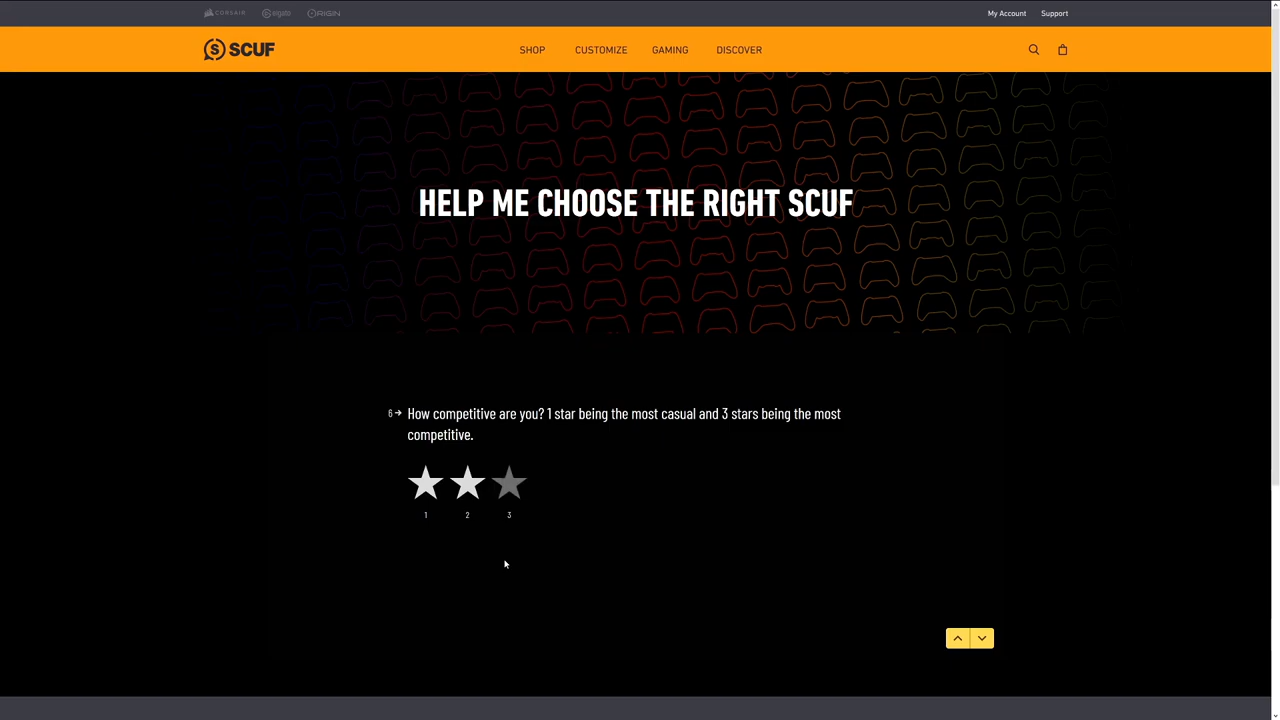 CORSAIR elgato ORIGIN My Account Support
SCUF SHOP CUSTOMIZE GAMING DISCOVER
HELP ME CHOOSE THE RIGHT SCUF
6 How competitive are you? 1 star being the most casual and 3 stars being the most
competitive.
1 2 3